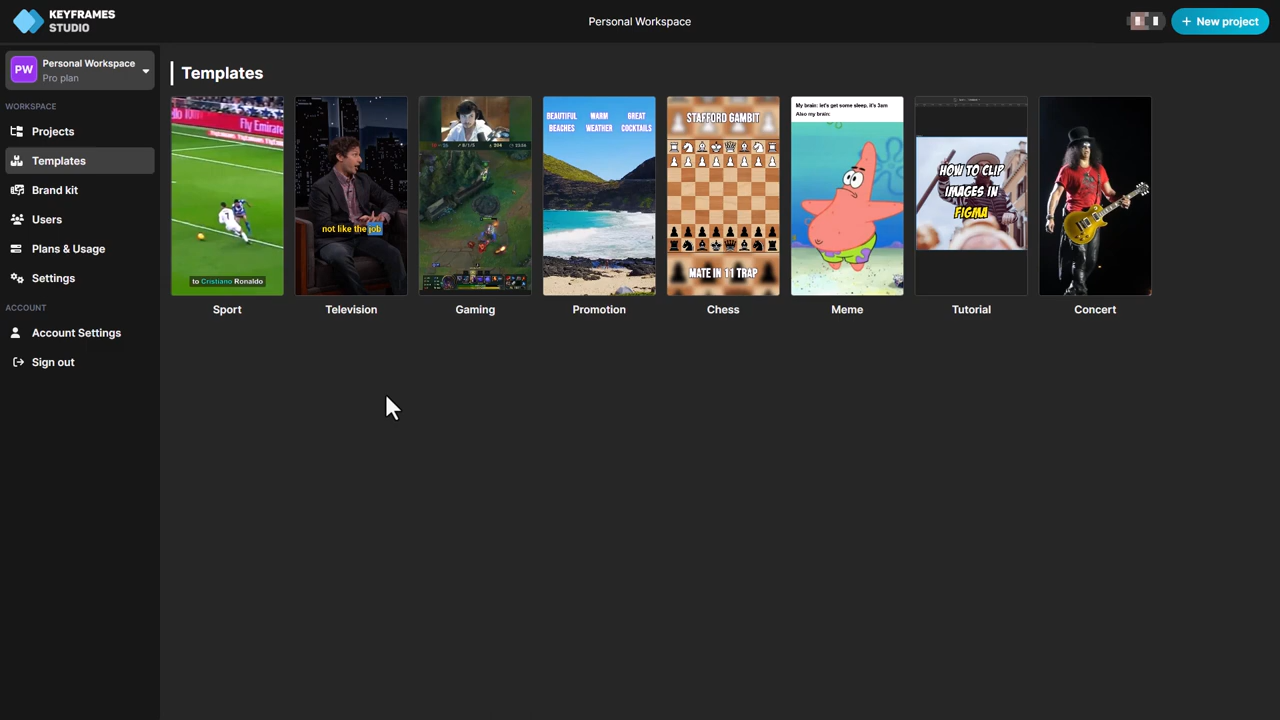 KEYFRAMES
STUDIO
Personal Workspace
+ New project
PW
Personal Workspace
Pro plan
WORKSPACE
Projects
Templates
Brand kit
Users
Plans & Usage
Settings
ACCOUNT
Account Settings
Sign out
Templates
Fly Emirates
to Cristiano Ronaldo
Sport
not like the job
Television
Gaming
BEAUTIFUL BEACHES
WARM WEATHER
GREAT COCKTAILS
Promotion
STAFFORD GAMBIT
MATE IN 11 TRAP
Chess
My brain: let's get some sleep, it's 3am
Also my brain:
Meme
HOW TO CLIP
IMAGES IN
FIGMA
Tutorial
Concert